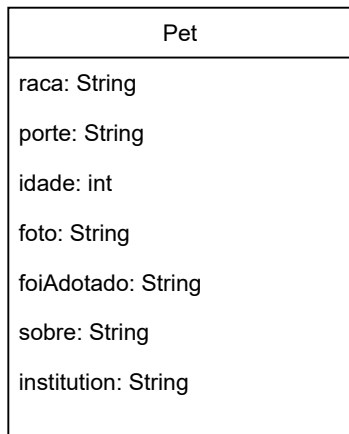 Pet
raca: String
porte: String
idade: int
foto: String
foiAdotado: String
sobre: String
institution: String